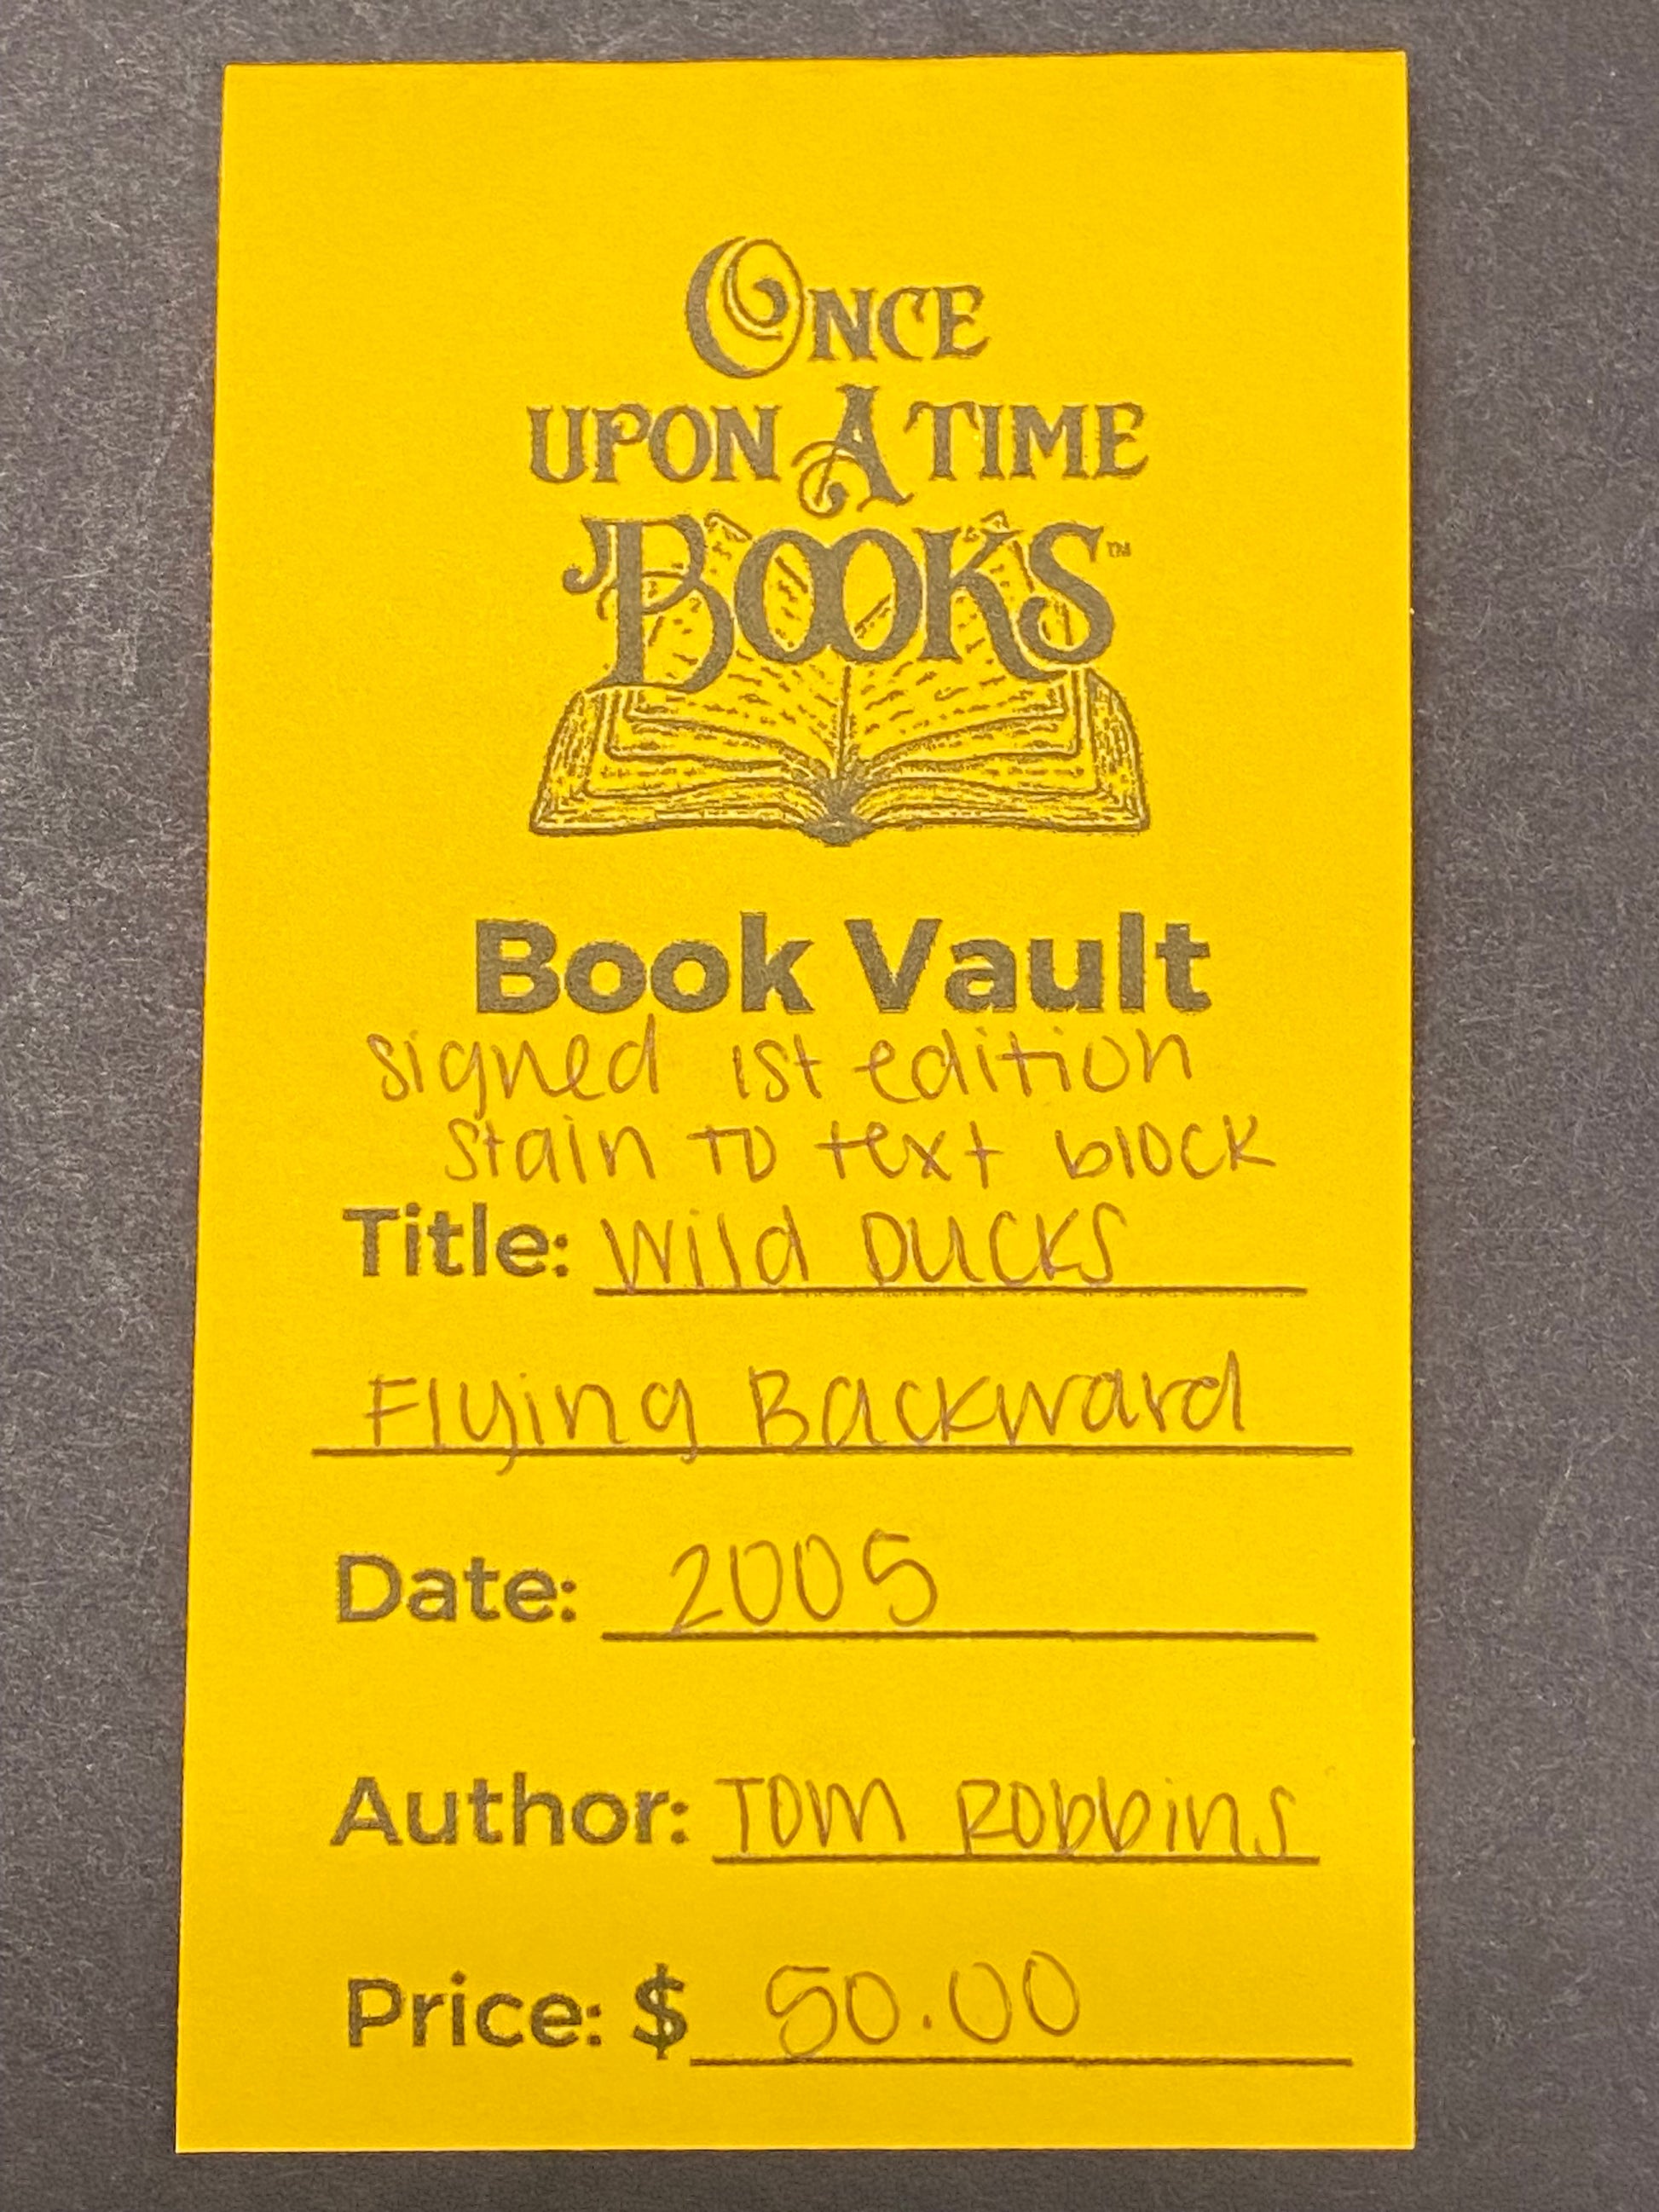 ONCE
UPON A TIME
BOOKS™
Book Vault
signed 1st edition
stain to text block
Title: Wild Ducks
Flying Backward
Date: 2005
Author: Tom Robbins
Price: $ 50.00